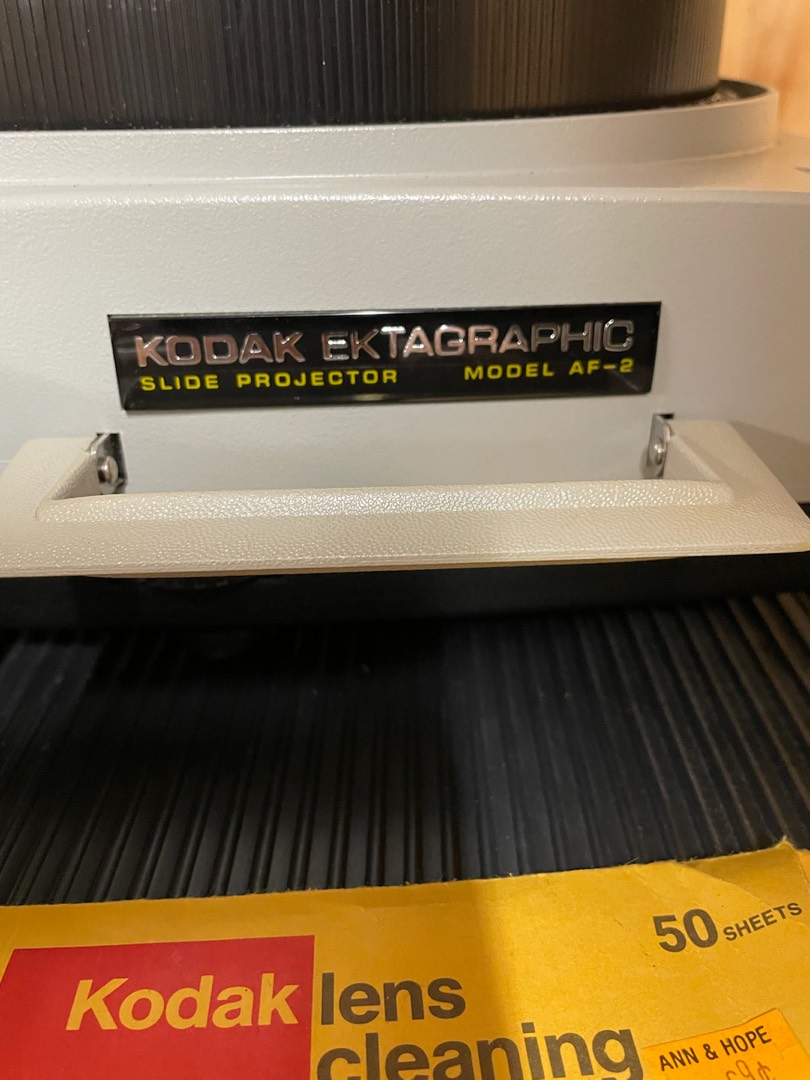 KODAK EKTAGRAPHIC
SLIDE PROJECTOR MODEL AF-2
50 SHEETS
Kodak lens
cleaning
ANN & HOPE